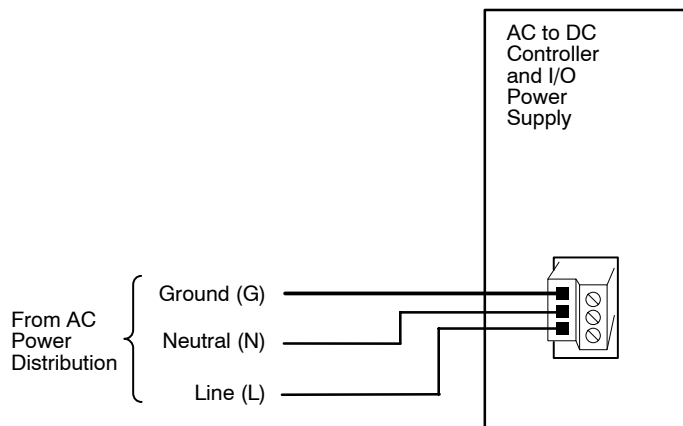 AC to DC
Controller
and I/O
Power
Supply
Ground (G)
From AC
Power
Distribution
Neutral (N)
Line (L)